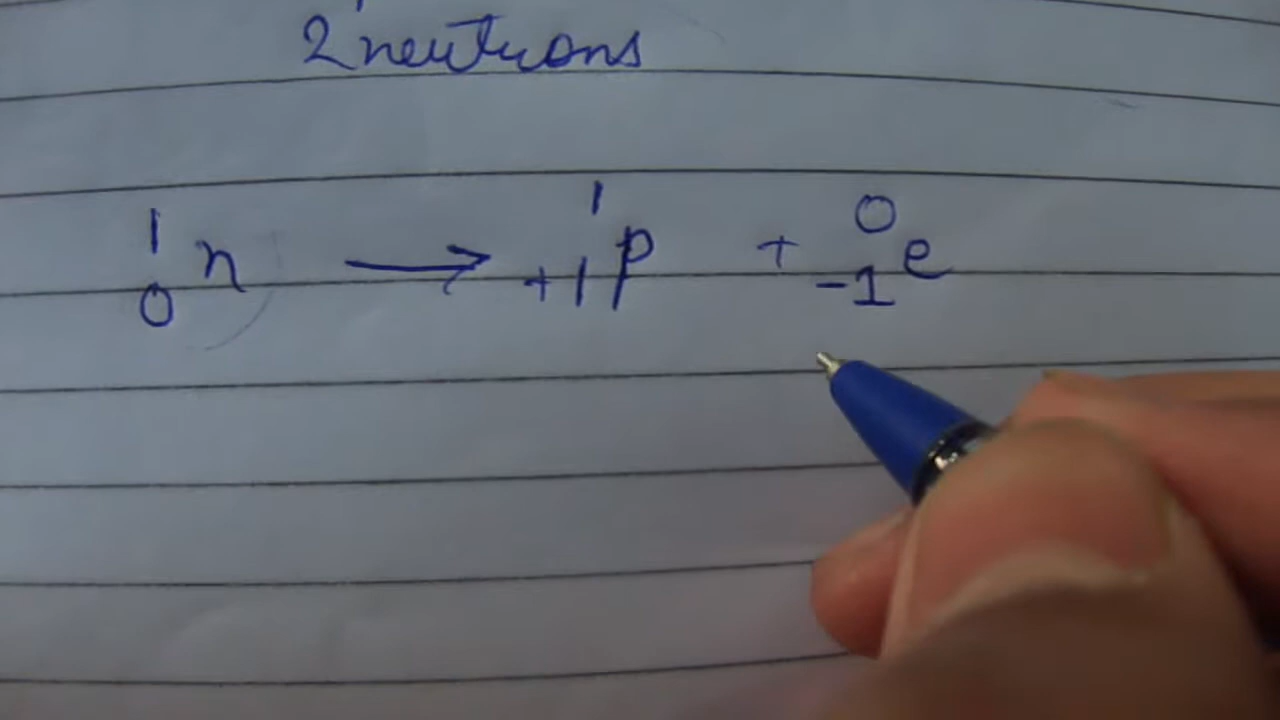 2 neutrons
¹₀n → ¹₊₁p + ⁰₋₁e